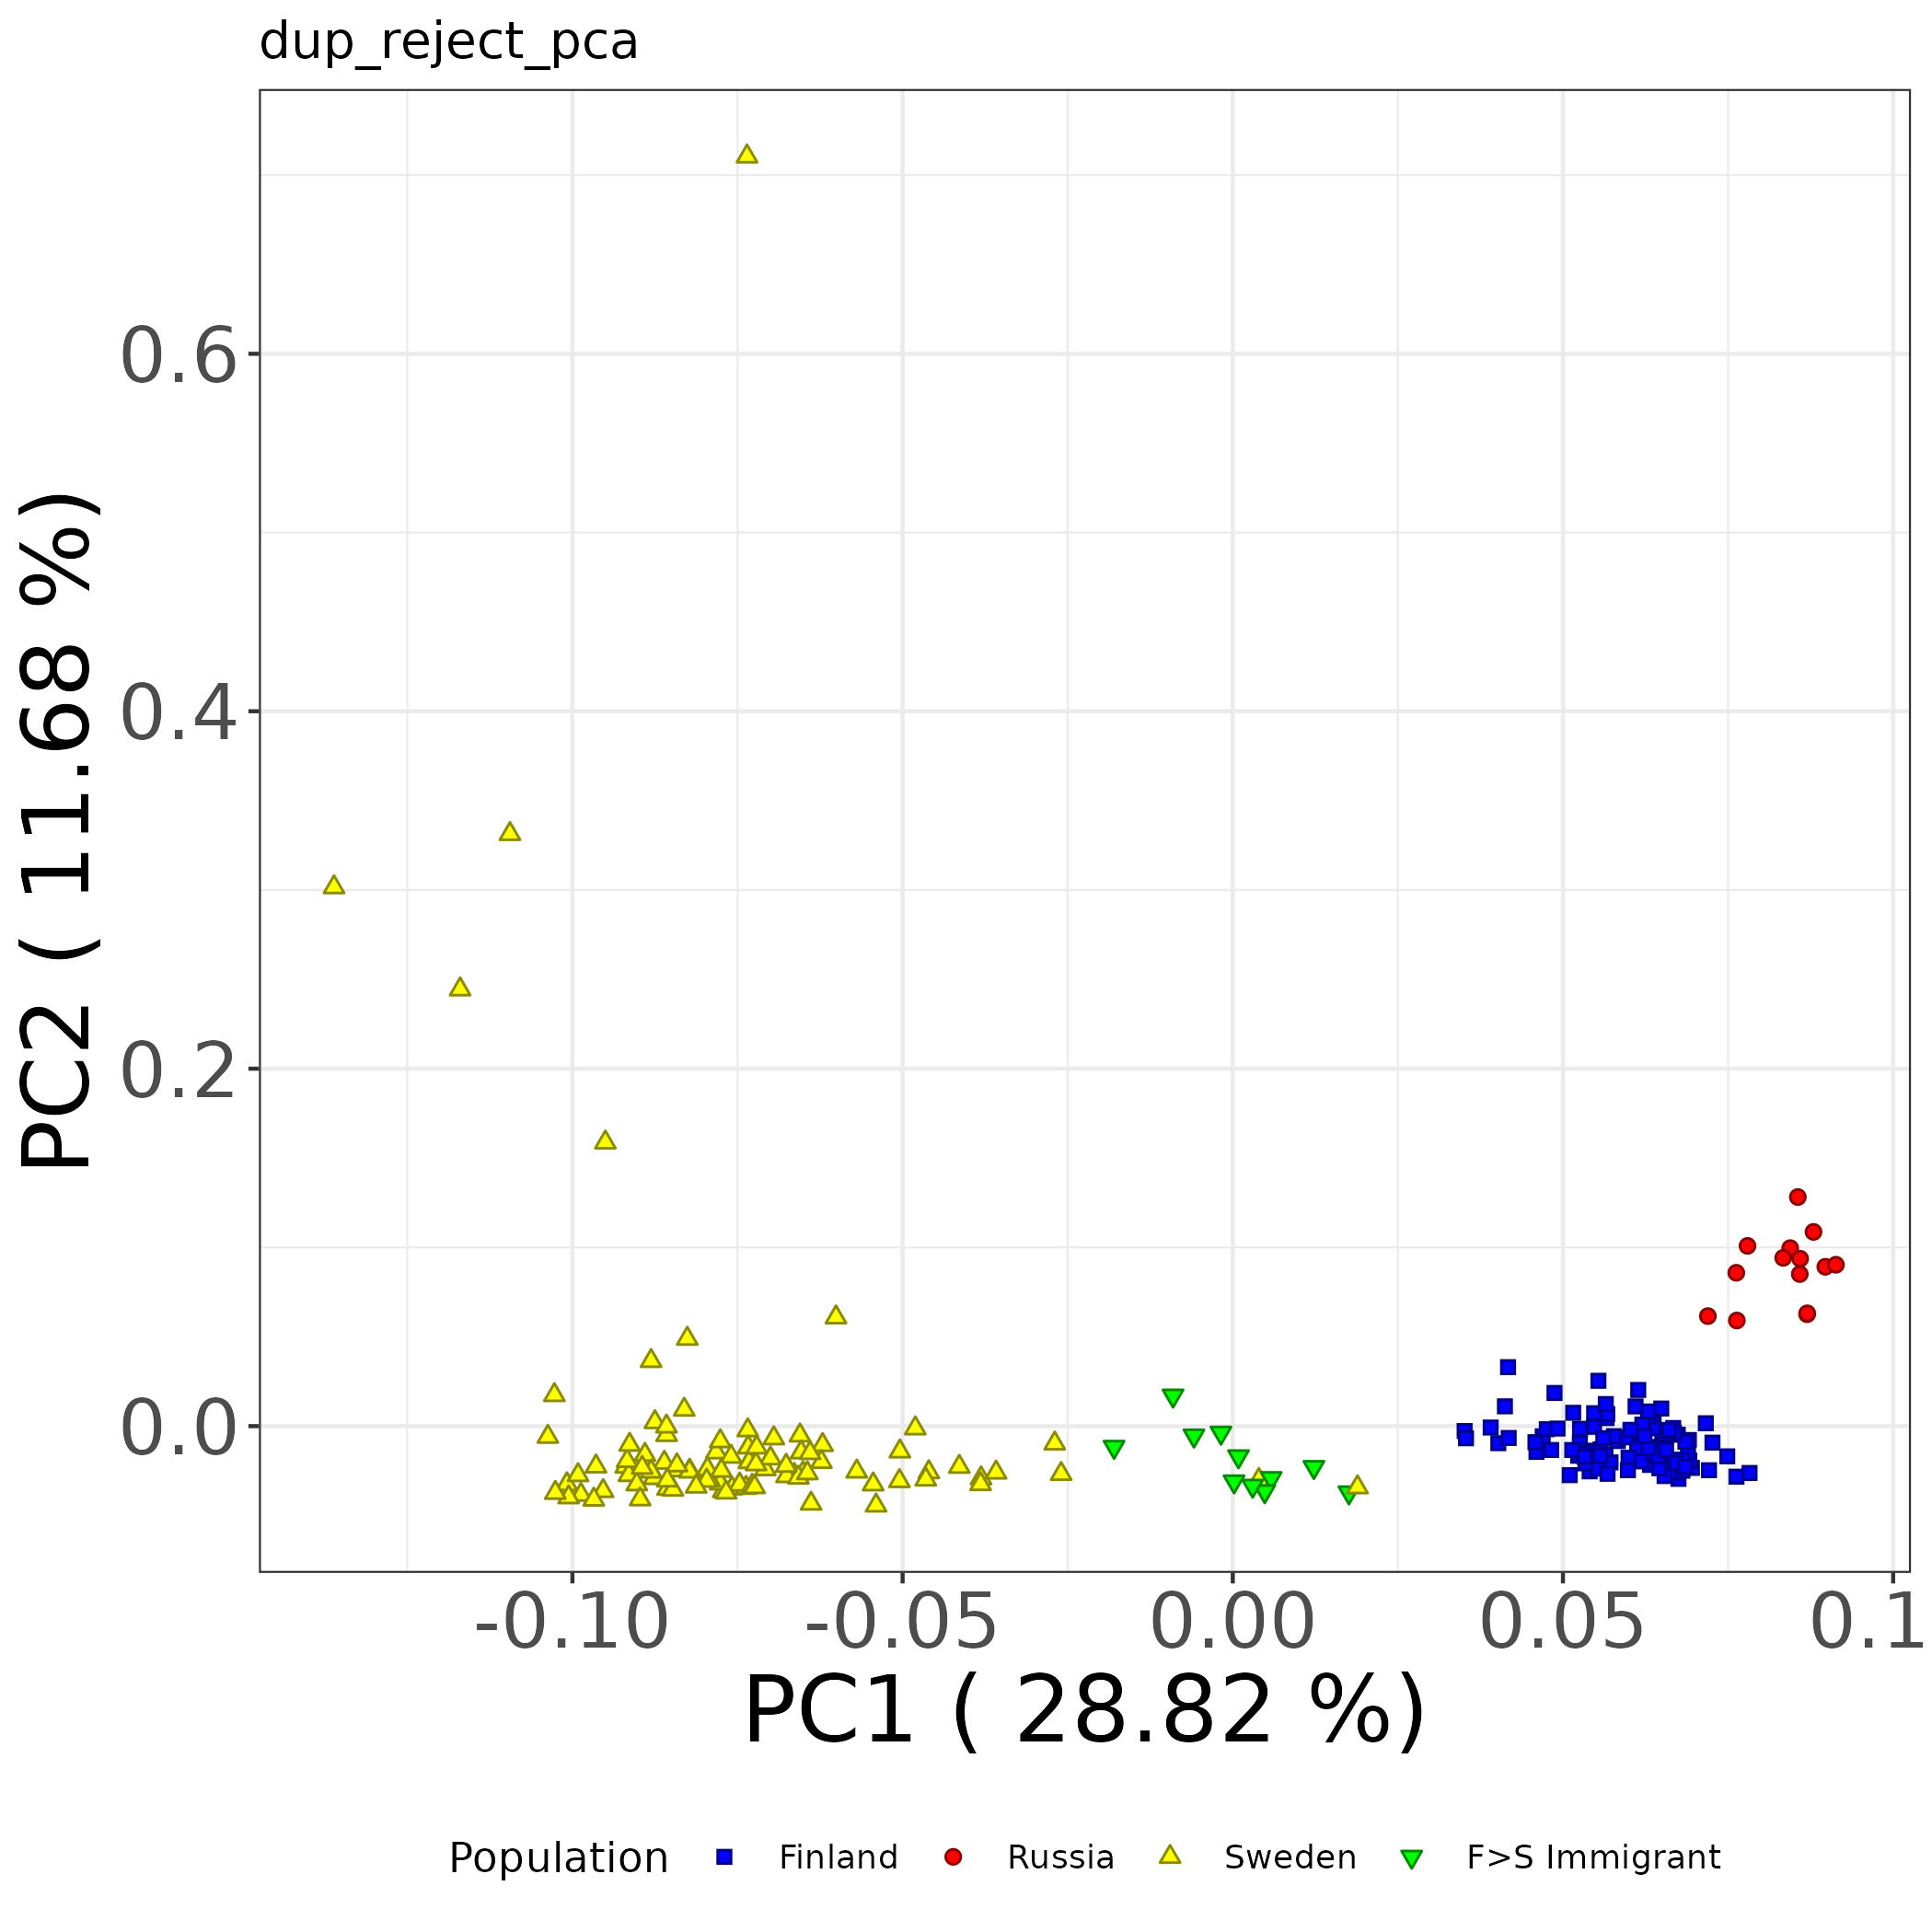 dup_reject_pca
PC2 ( 11.68 %)
0.6
0.4
0.2
0.0
-0.10 -0.05 0.00 0.05 0.1
PC1 ( 28.82 %)
Population Finland Russia Sweden F>S Immigrant